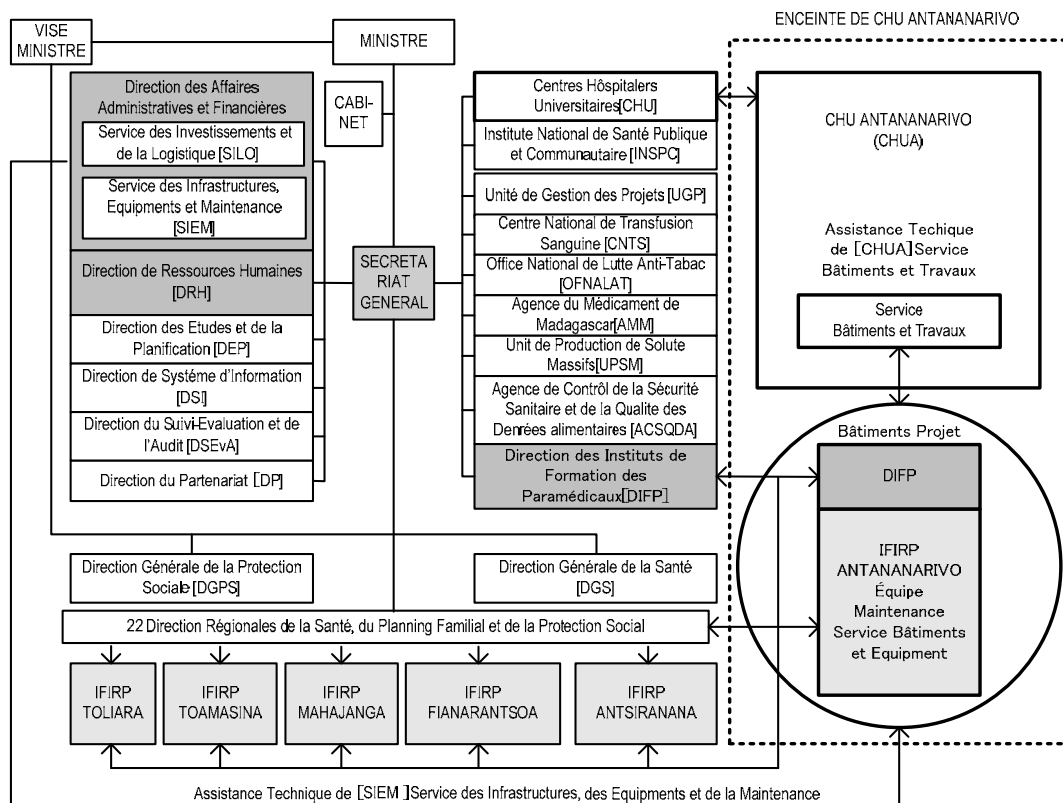 VISE
MINISTRE
MINISTRE
CABI-
NET
Direction des Affaires
Administratives et Financières
Service des Investissements et
de la Logistique [SILO]
Service des Infrastructures,
Equipments et Maintenance
[SIEM]
Direction de Ressources Humaines
[DRH]
Direction des Etudes et de la
Planification [DEP]
Direction de Systéme d'Information
[DSI]
Direction du Suivi-Evaluation et de
l'Audit [DSEvA]
Direction du Partenariat [DP]
SECRETA
RIAT
GENERAL
Centres Hôspitalers
Universitaires[CHU]
Institute National de Santé Publique
et Communautaire [INSPC]
Unité de Gestion des Projets [UGP]
Centre National de Transfusion
Sanguine [CNTS]
Office National de Lutte Anti-Tabac
[OFNALAT]
Agence du Médicament de
Madagascar[AMM]
Unit de Production de Solute
Massifs[UPSM]
Agence de Contrôl de la Sécurité
Sanitaire et de la Qualite des
Denrées alimentaires [ACSQDA]
Direction des Instituts de
Formation des
Paramédicaux[DIFP]
ENCEINTE DE CHU ANTANANARIVO
CHU ANTANANARIVO
(CHUA)
Assistance Techique
de [CHUA]Service
Bâtiments et Travaux
Service
Bâtiments et Travaux
Bâtiments Projet
DIFP
IFIRP
ANTANANARIVO
Équipe
Maintenance
Service Bâtiments
et Equipment
Direction Générale de la Protection
Sociale [DGPS]
Direction Générale de la Santé
[DGS]
22 Direction Régionales de la Santé, du Planning Familial et de la Protection Social
IFIRP
TOLIARA
IFIRP
TOAMASINA
IFIRP
MAHAJANGA
IFIRP
FIANARANTSOA
IFIRP
ANTSIRANANA
Assistance Technique de [SIEM ]Service des Infrastructures, des Equipments et de la Maintenance